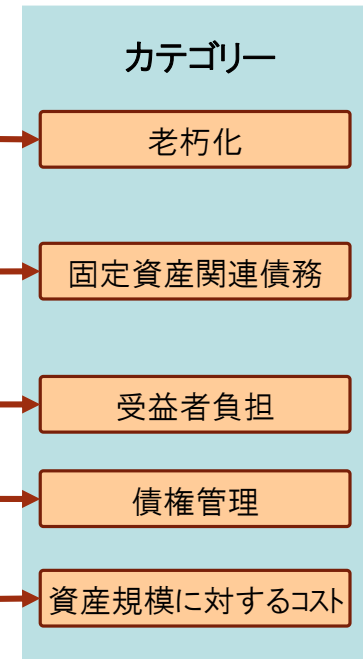 カテゴリー
老朽化
固定資産関連債務
受益者負担
債権管理
資産規模に対するコスト